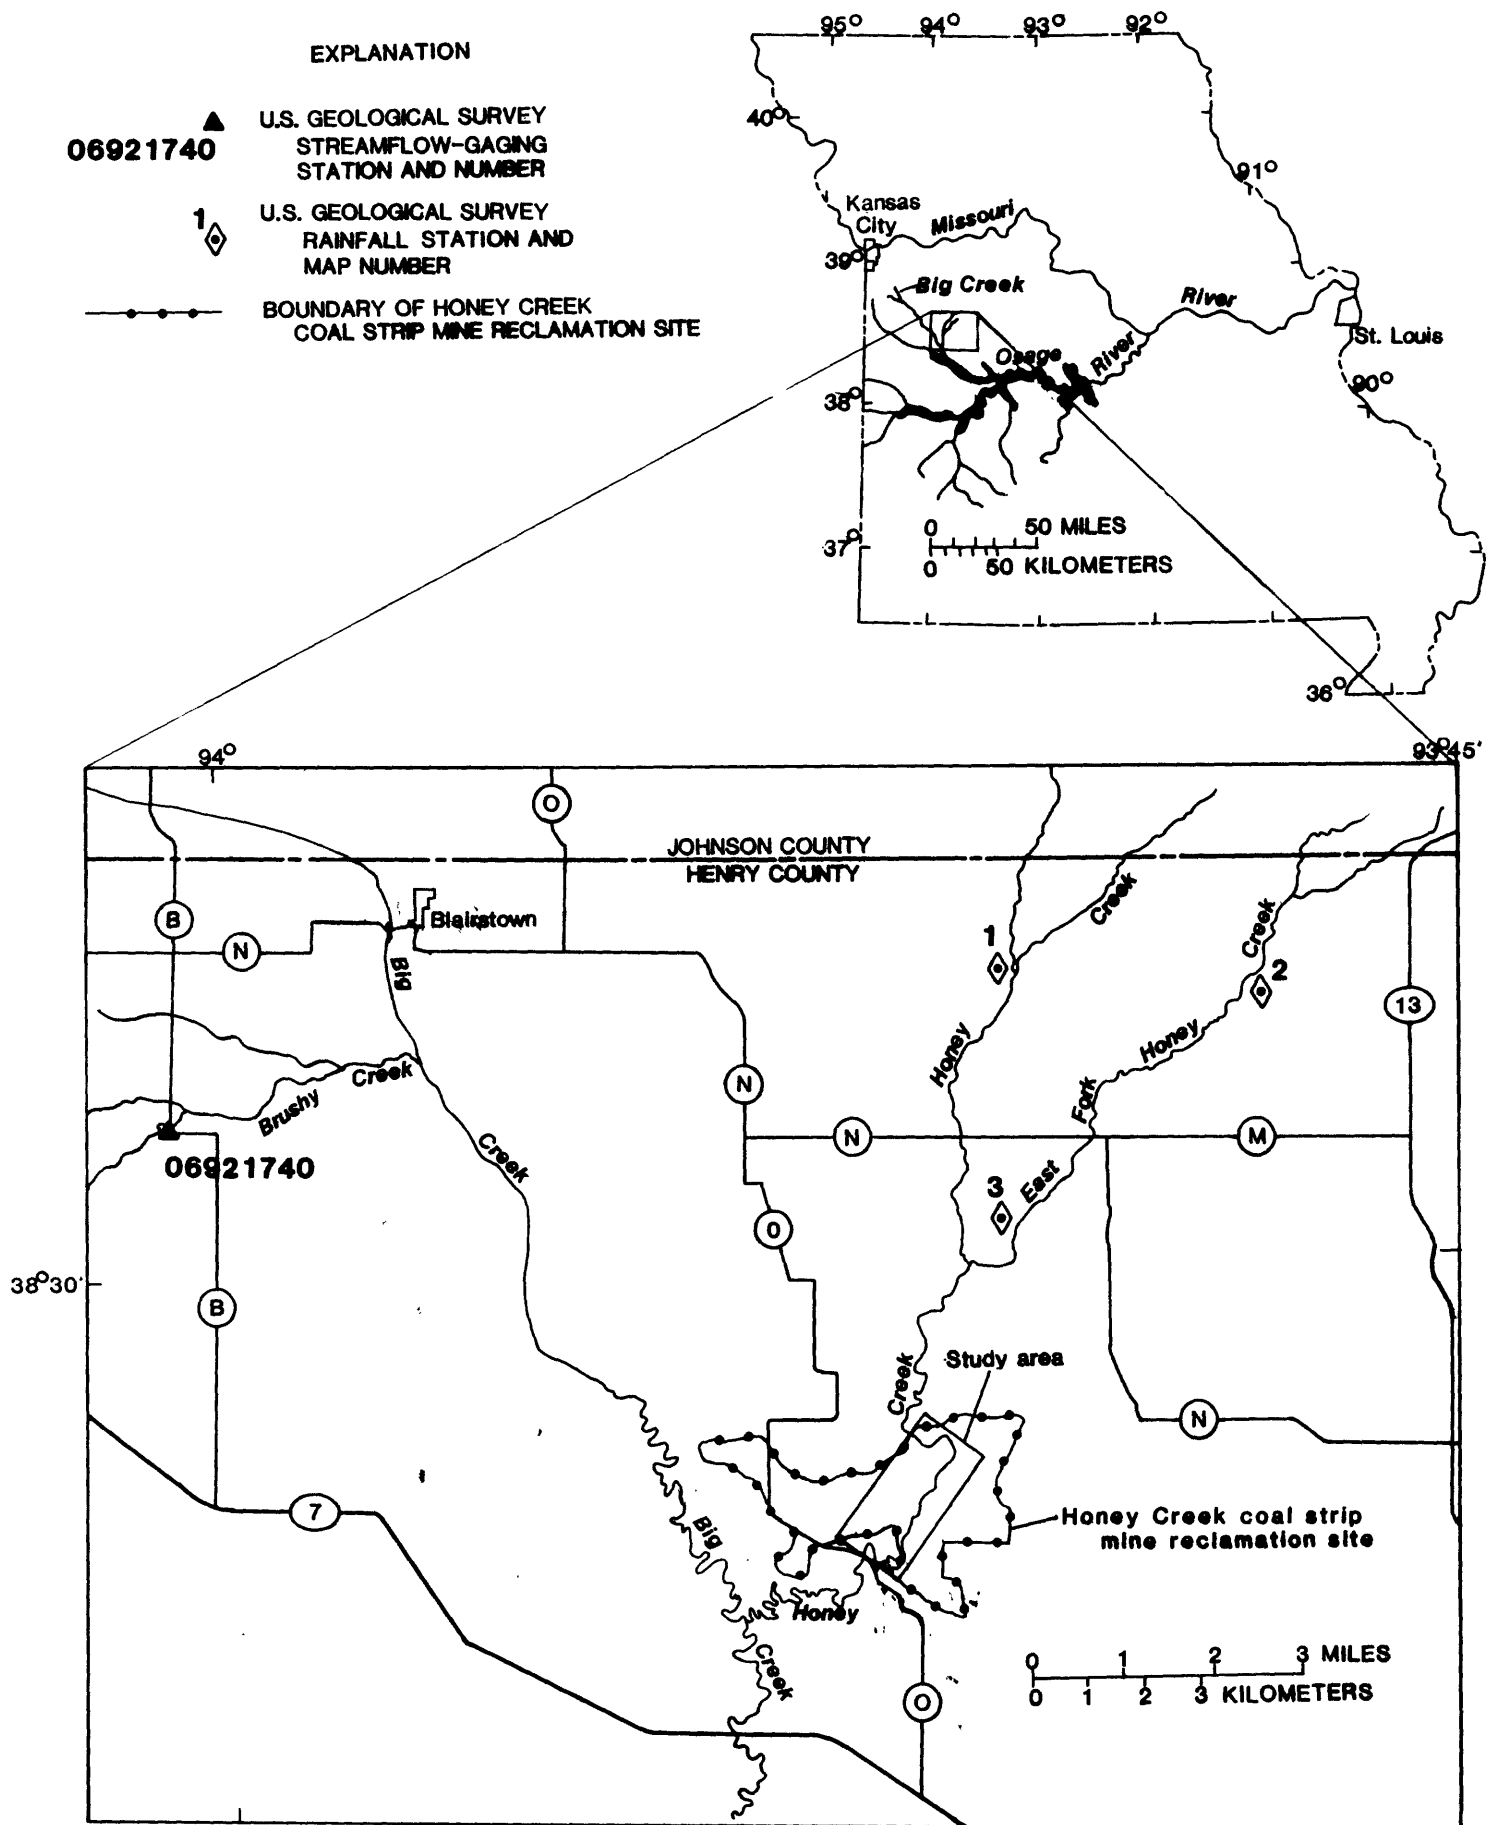 EXPLANATION
U.S. GEOLOGICAL SURVEY
STREAMFLOW-GAGING
STATION AND NUMBER
06921740
1
U.S. GEOLOGICAL SURVEY
RAINFALL STATION AND
MAP NUMBER
BOUNDARY OF HONEY CREEK
COAL STRIP MINE RECLAMATION SITE
95°
94°
93°
92°
40°
91°
Kansas
City
Missouri
39°
Big Creek
River
St. Louis
Osage
River
90°
38°
0 50 MILES
37°
0 50 KILOMETERS
36°
94°
93°45'
O
JOHNSON COUNTY
HENRY COUNTY
B
Blairstown
N
Big
1
Creek
Creek
2
13
Honey
Honey
Creek
Brushy
N
Fork
N
M
06921740
Creek
3
East
O
38°30'
B
Creek
Study area
N
7
Big
Honey Creek coal strip
mine reclamation site
Honey
Creek
0 1 2 3 MILES
0 1 2 3 KILOMETERS
O